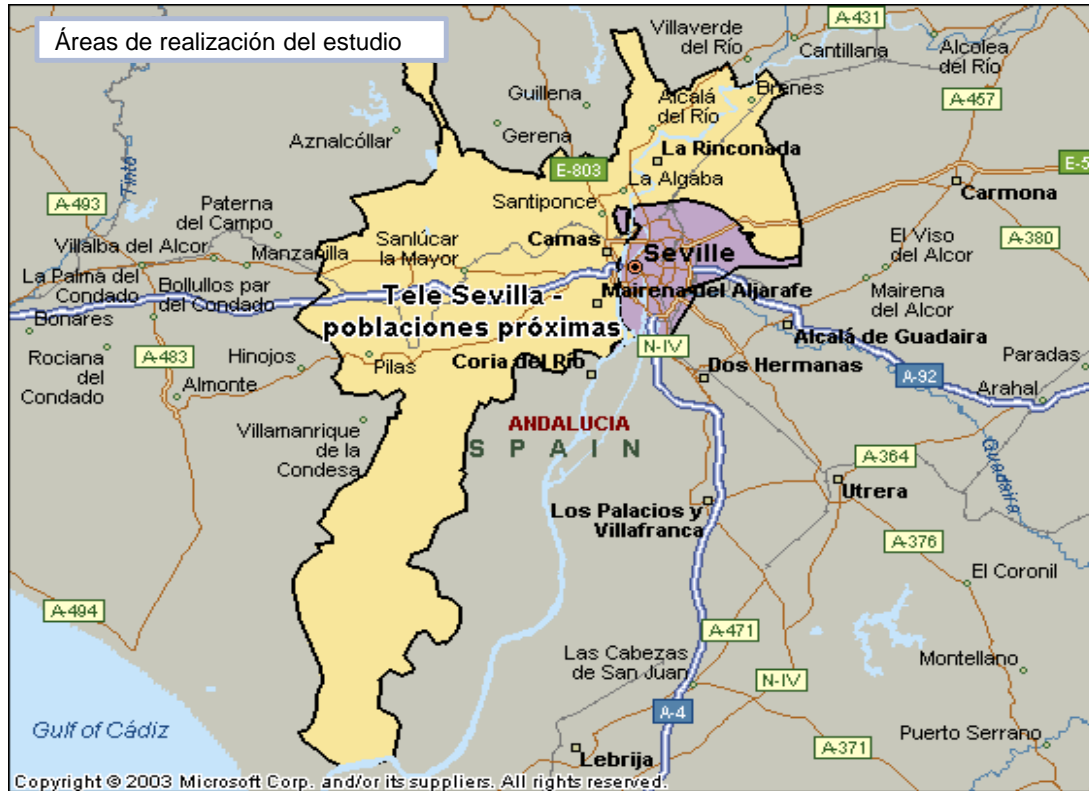 Áreas de realización del estudio
A-431
Villaverde
del Río
Cantillana
Alcolea
del Río
Guillena
Brenes
Alcalá
del Río
A-457
Aznalcóllar
Gerena
La Rinconada
E-803
E-5
Tinto
La Algaba
Carmona
A-493
Santiponce
Paterna
del Campo
Camas
El Viso
del Alcor
A-380
Villalba del Alcor
Manzanilla
Sanlúcar
la Mayor
Seville
La Palma del
Condado
Bollullos par
del Condado
Tele Sevilla -
poblaciones próximas
Mairena del Aljarafe
Mairena
del Alcor
Bonares
Alcalá de Guadaira
N-IV
Rociana
del
Condado
A-483
Hinojos
Pilas
Coria del Río
Dos Hermanas
Paradas
A-92
Almonte
Arahal
Villamanrique
de la
Condesa
ANDALUCIA
SPAIN
Guadaira
A-364
Utrera
Los Palacios y
Villafranca
A-376
El Coronil
A-494
A-471
Las Cabezas
de San Juan
N-IV
Montellano
A-4
Gulf of Cádiz
Lebrija
A-371
Puerto Serrano
Copyright © 2003 Microsoft Corp. and/or its suppliers. All rights reserved.